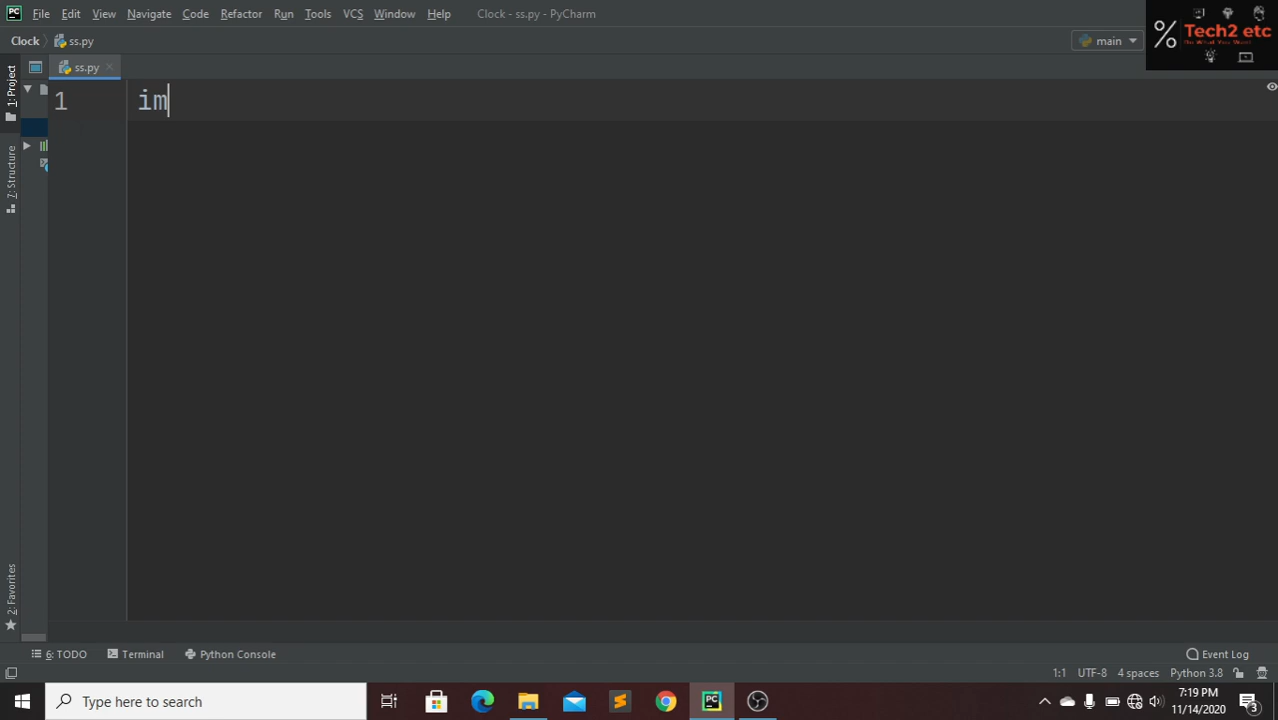 File Edit View Navigate Code Refactor Run Tools VCS Window Help Clock - ss.py - PyCharm
% Tech2 etc
Clock ss.py main
ss.py
1: Project
1 im
7: Structure
2: Favorites
6: TODO Terminal Python Console Event Log
1:1 UTF-8 4 spaces Python 3.8
Type here to search
PC
7:19 PM
11/14/2020
3